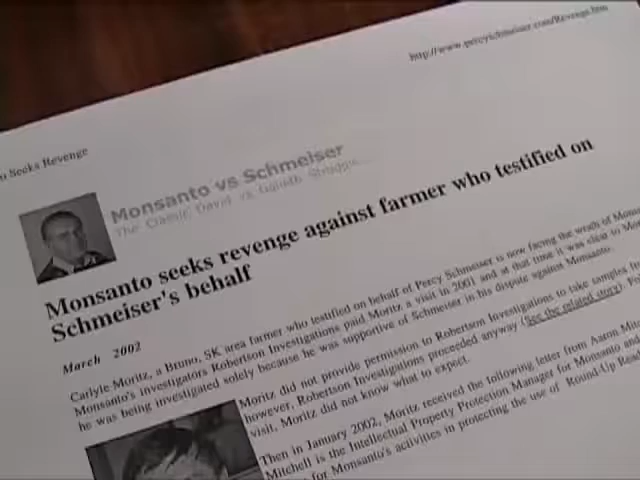 http://www.percyschmeiser.com/Revenge.htm
o Seeks Revenge
Monsanto vs Schmeiser
The Classic David vs Goliath Struggle...
Monsanto seeks revenge against farmer who testified on
Schmeiser's behalf
March 2002
Carlyle Moritz, a Bruno, SK area farmer who testified on behalf of Percy Schmeiser is now facing the wrath of Mons
Monsanto's investigators Robertson Investigations paid Moritz a visit in 2001 and at that time it was clear to Mo
he was being investigated solely because he was supportive of Schmeiser in his dispute against Monsanto.
Moritz did not provide permission to Robertson Investigations to take samples fr
however, Robertson Investigations proceeded anyway (See the related story). Fo
visit, Moritz did not know what to expect.
Then in January 2002, Moritz received the following letter from Aaron Mi
Mitchell is the Intellectual Property Protection Manager for Monsanto and
for Monsanto's activities in protecting the use of Round-Up Rea